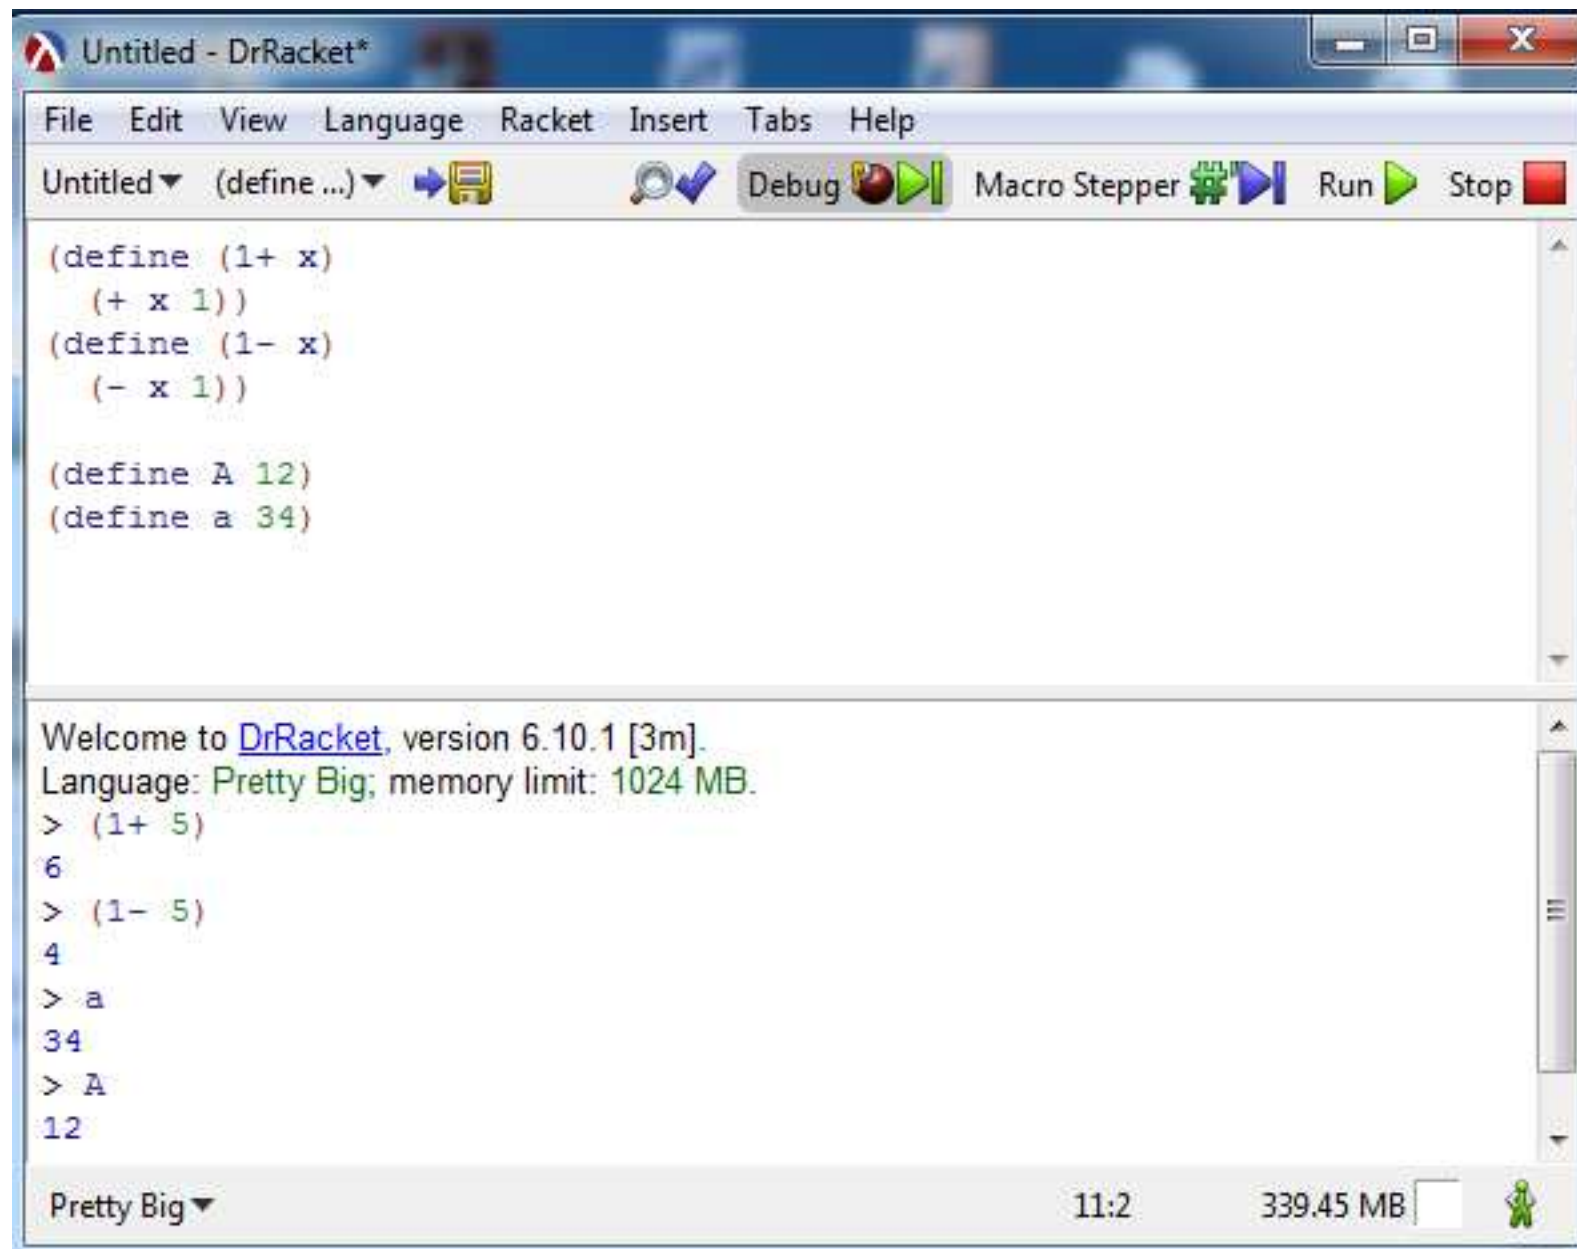 Untitled - DrRacket*
File Edit View Language Racket Insert Tabs Help
Untitled (define ...) Debug Macro Stepper Run Stop
(define (1+ x)
  (+ x 1))
(define (1- x)
  (- x 1))
(define A 12)
(define a 34)
Welcome to DrRacket, version 6.10.1 [3m].
Language: Pretty Big; memory limit: 1024 MB.
> (1+ 5)
6
> (1- 5)
4
> a
34
> A
12
Pretty Big 11:2 339.45 MB